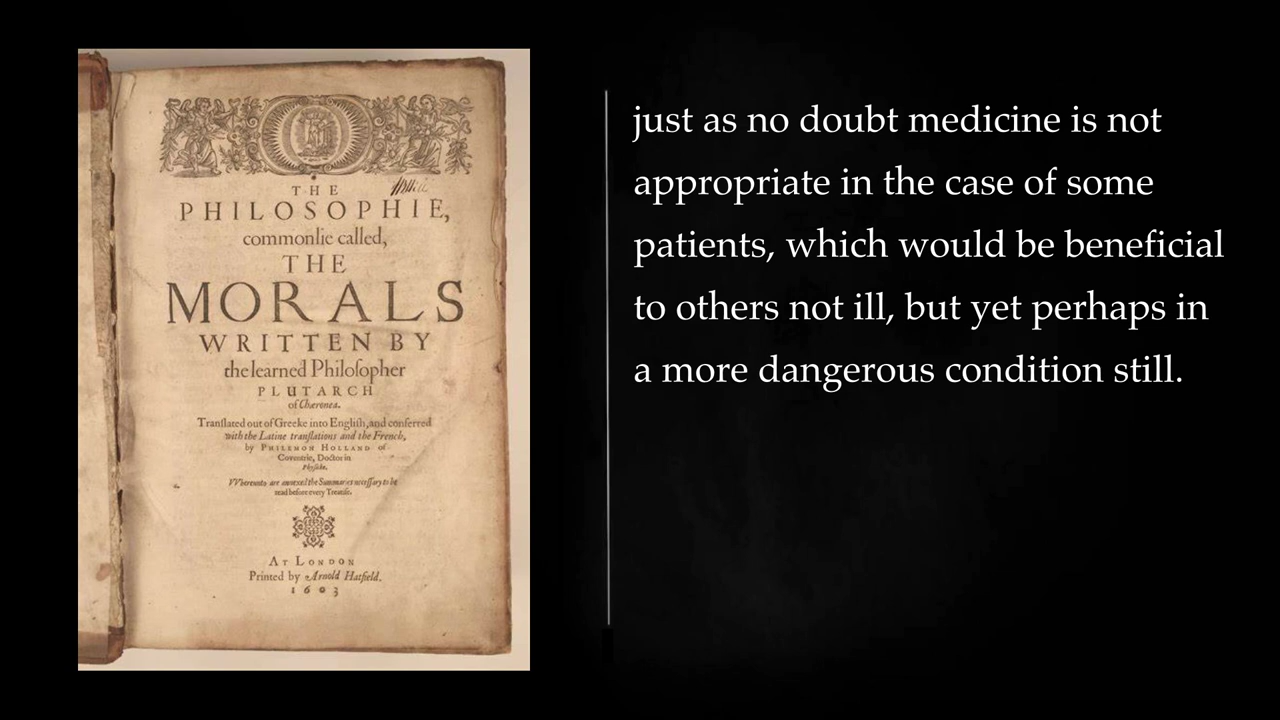 THE
PHILOSOPHIE,
commonlie called,
THE
MORALS
WRITTEN BY
the learned Philoſopher
PLUTARCH
of Chæronea.
Tranſlated out of Greeke into Engliſh, and conferred
with the Latine tranſlations and the French,
by PHILEMON HOLLAND of
Coventrie, Doctor in
Phyſicke.
VVhereunto are annexed the Summaries neceſſary to be
read before every Treatiſe.
AT LONDON
Printed by Arnold Hatfield.
1603
just as no doubt medicine is not
appropriate in the case of some
patients, which would be beneficial
to others not ill, but yet perhaps in
a more dangerous condition still.